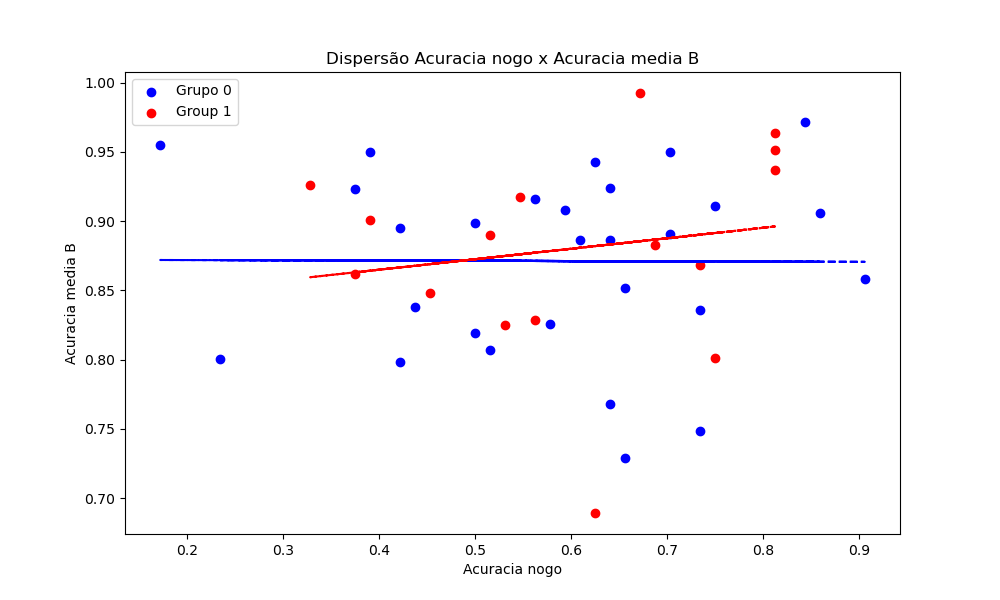 Dispersão Acuracia nogo x Acuracia media B
Grupo 0
Group 1
Acuracia media B
1.00
0.95
0.90
0.85
0.80
0.75
0.70
0.2 0.3 0.4 0.5 0.6 0.7 0.8 0.9
Acuracia nogo